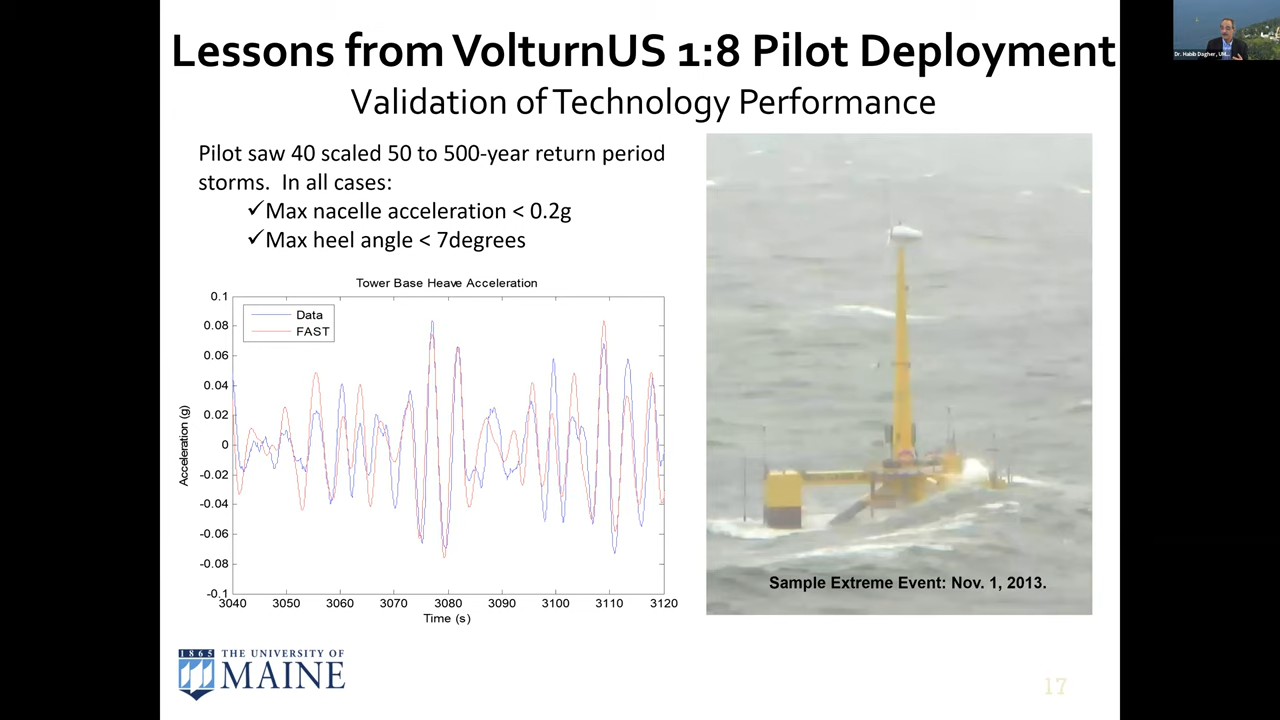 Lessons from VolturnUS 1:8 Pilot Deployment
Validation of Technology Performance
Dr. Habib Dagher, UM...
Pilot saw 40 scaled 50 to 500-year return period
storms. In all cases:
✓Max nacelle acceleration < 0.2g
✓Max heel angle < 7degrees
Tower Base Heave Acceleration
Data
FAST
0.1
0.08
0.06
0.04
0.02
0
-0.02
-0.04
-0.06
-0.08
-0.1
Acceleration (g)
3040 3050 3060 3070 3080 3090 3100 3110 3120
Time (s)
Sample Extreme Event: Nov. 1, 2013.
1865
THE UNIVERSITY OF
MAINE
17